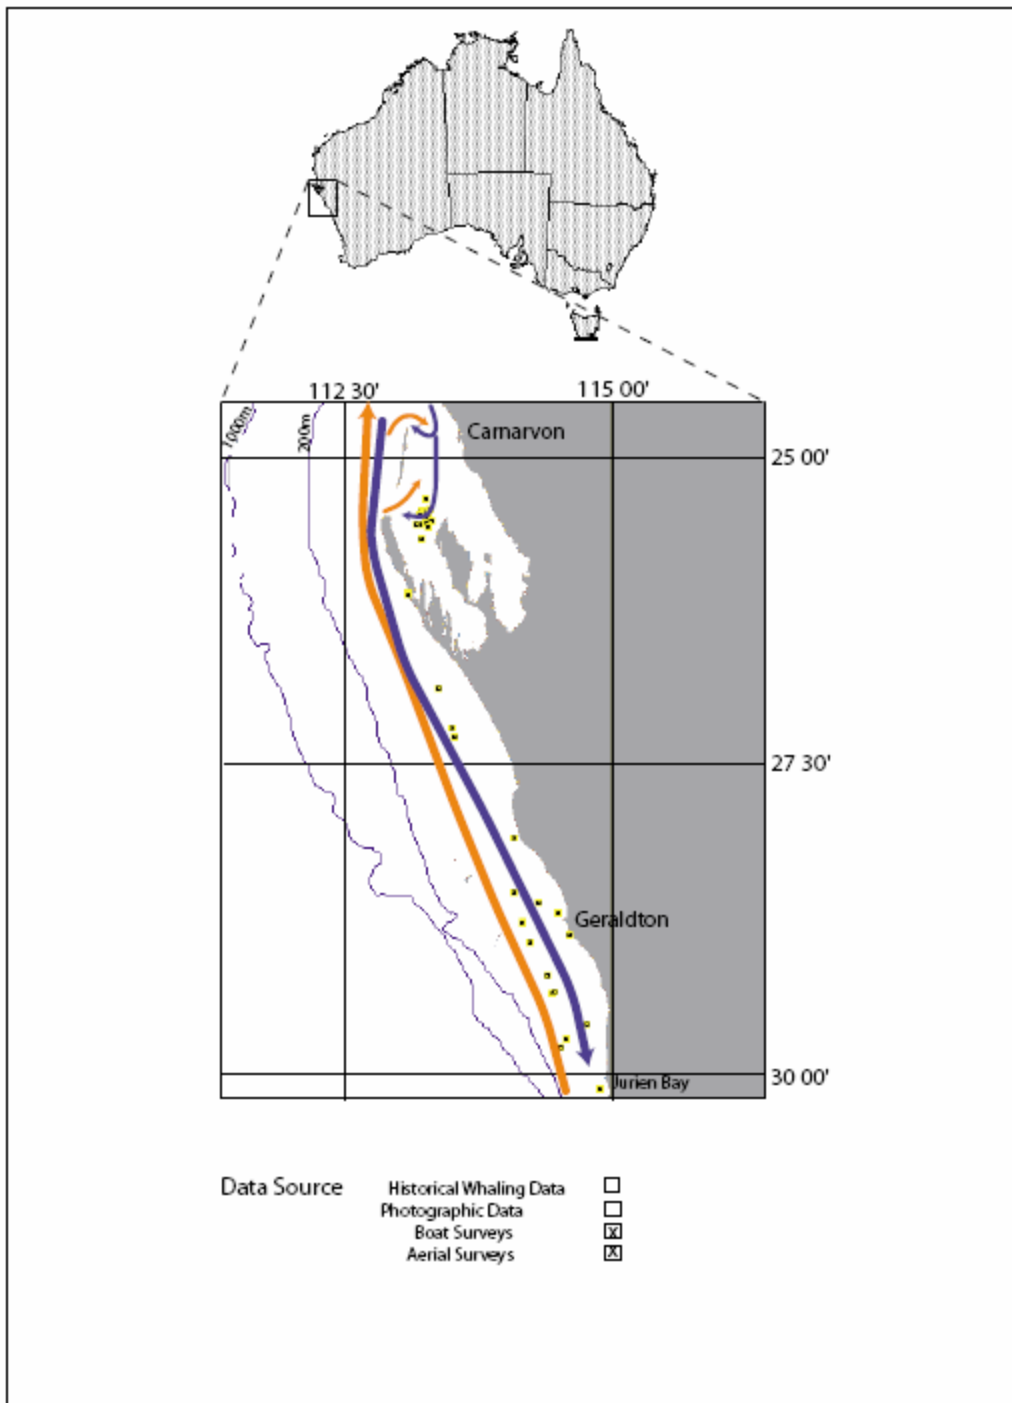 112 30'
115 00'
1000m
200m
Carnarvon
25 00'
27 30'
Geraldton
30 00'
Jurien Bay
Data Source
Historical Whaling Data
Photographic Data
Boat Surveys X
Aerial Surveys X